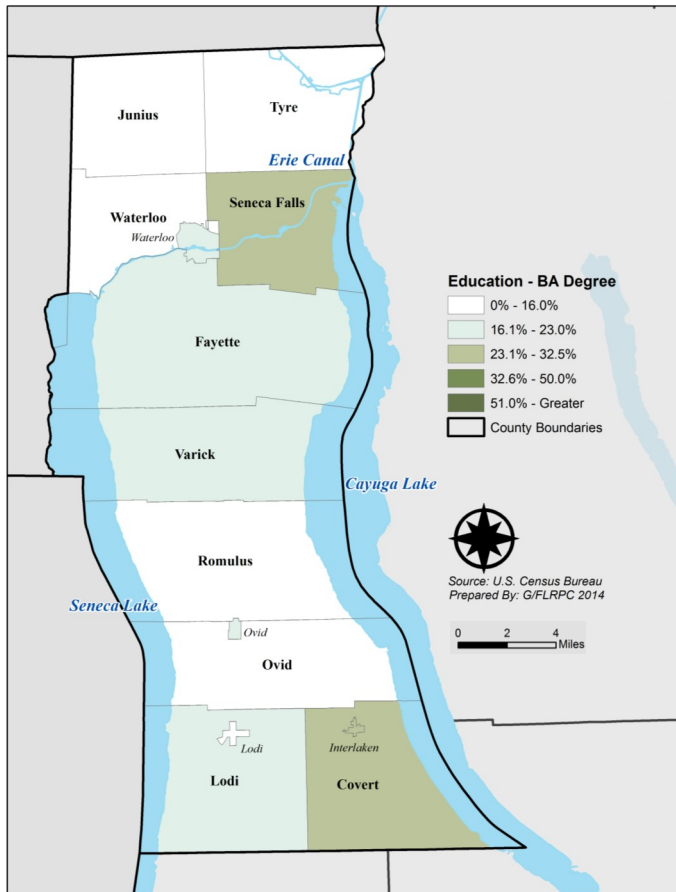 Junius
Tyre
Erie Canal
Seneca Falls
Waterloo
Waterloo
Fayette
Varick
Cayuga Lake
Romulus
Seneca Lake
Ovid
Ovid
Lodi
Interlaken
Lodi
Covert
Education - BA Degree
0% - 16.0%
16.1% - 23.0%
23.1% - 32.5%
32.6% - 50.0%
51.0% - Greater
County Boundaries
Source: U.S. Census Bureau
Prepared By: G/FLRPC 2014
0 2 4
Miles